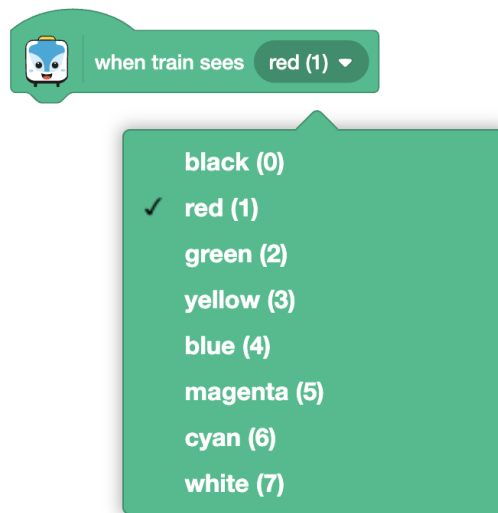 when train sees red (1)
black (0)
red (1)
green (2)
yellow (3)
blue (4)
magenta (5)
cyan (6)
white (7)